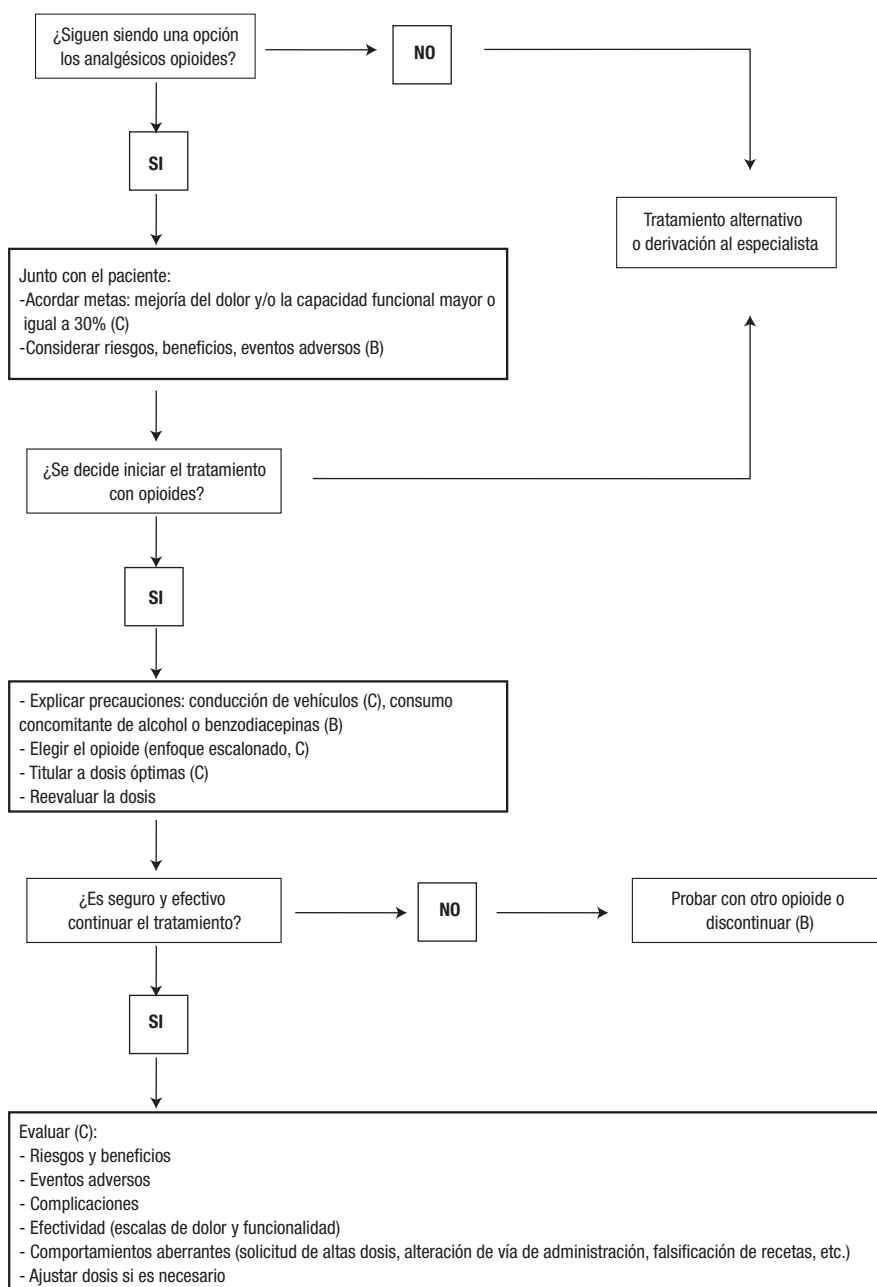 ¿Siguen siendo una opción
los analgésicos opioides?
NO
SI
Tratamiento alternativo
o derivación al especialista
Junto con el paciente:
-Acordar metas: mejoría del dolor y/o la capacidad funcional mayor o
igual a 30% (C)
-Considerar riesgos, beneficios, eventos adversos (B)
¿Se decide iniciar el tratamiento
con opioides?
SI
- Explicar precauciones: conducción de vehículos (C), consumo
concomitante de alcohol o benzodiacepinas (B)
- Elegir el opioide (enfoque escalonado, C)
- Titular a dosis óptimas (C)
- Reevaluar la dosis
¿Es seguro y efectivo
continuar el tratamiento?
NO
Probar con otro opioide o
discontinuar (B)
SI
Evaluar (C):
- Riesgos y beneficios
- Eventos adversos
- Complicaciones
- Efectividad (escalas de dolor y funcionalidad)
- Comportamientos aberrantes (solicitud de altas dosis, alteración de vía de administración, falsificación de recetas, etc.)
- Ajustar dosis si es necesario